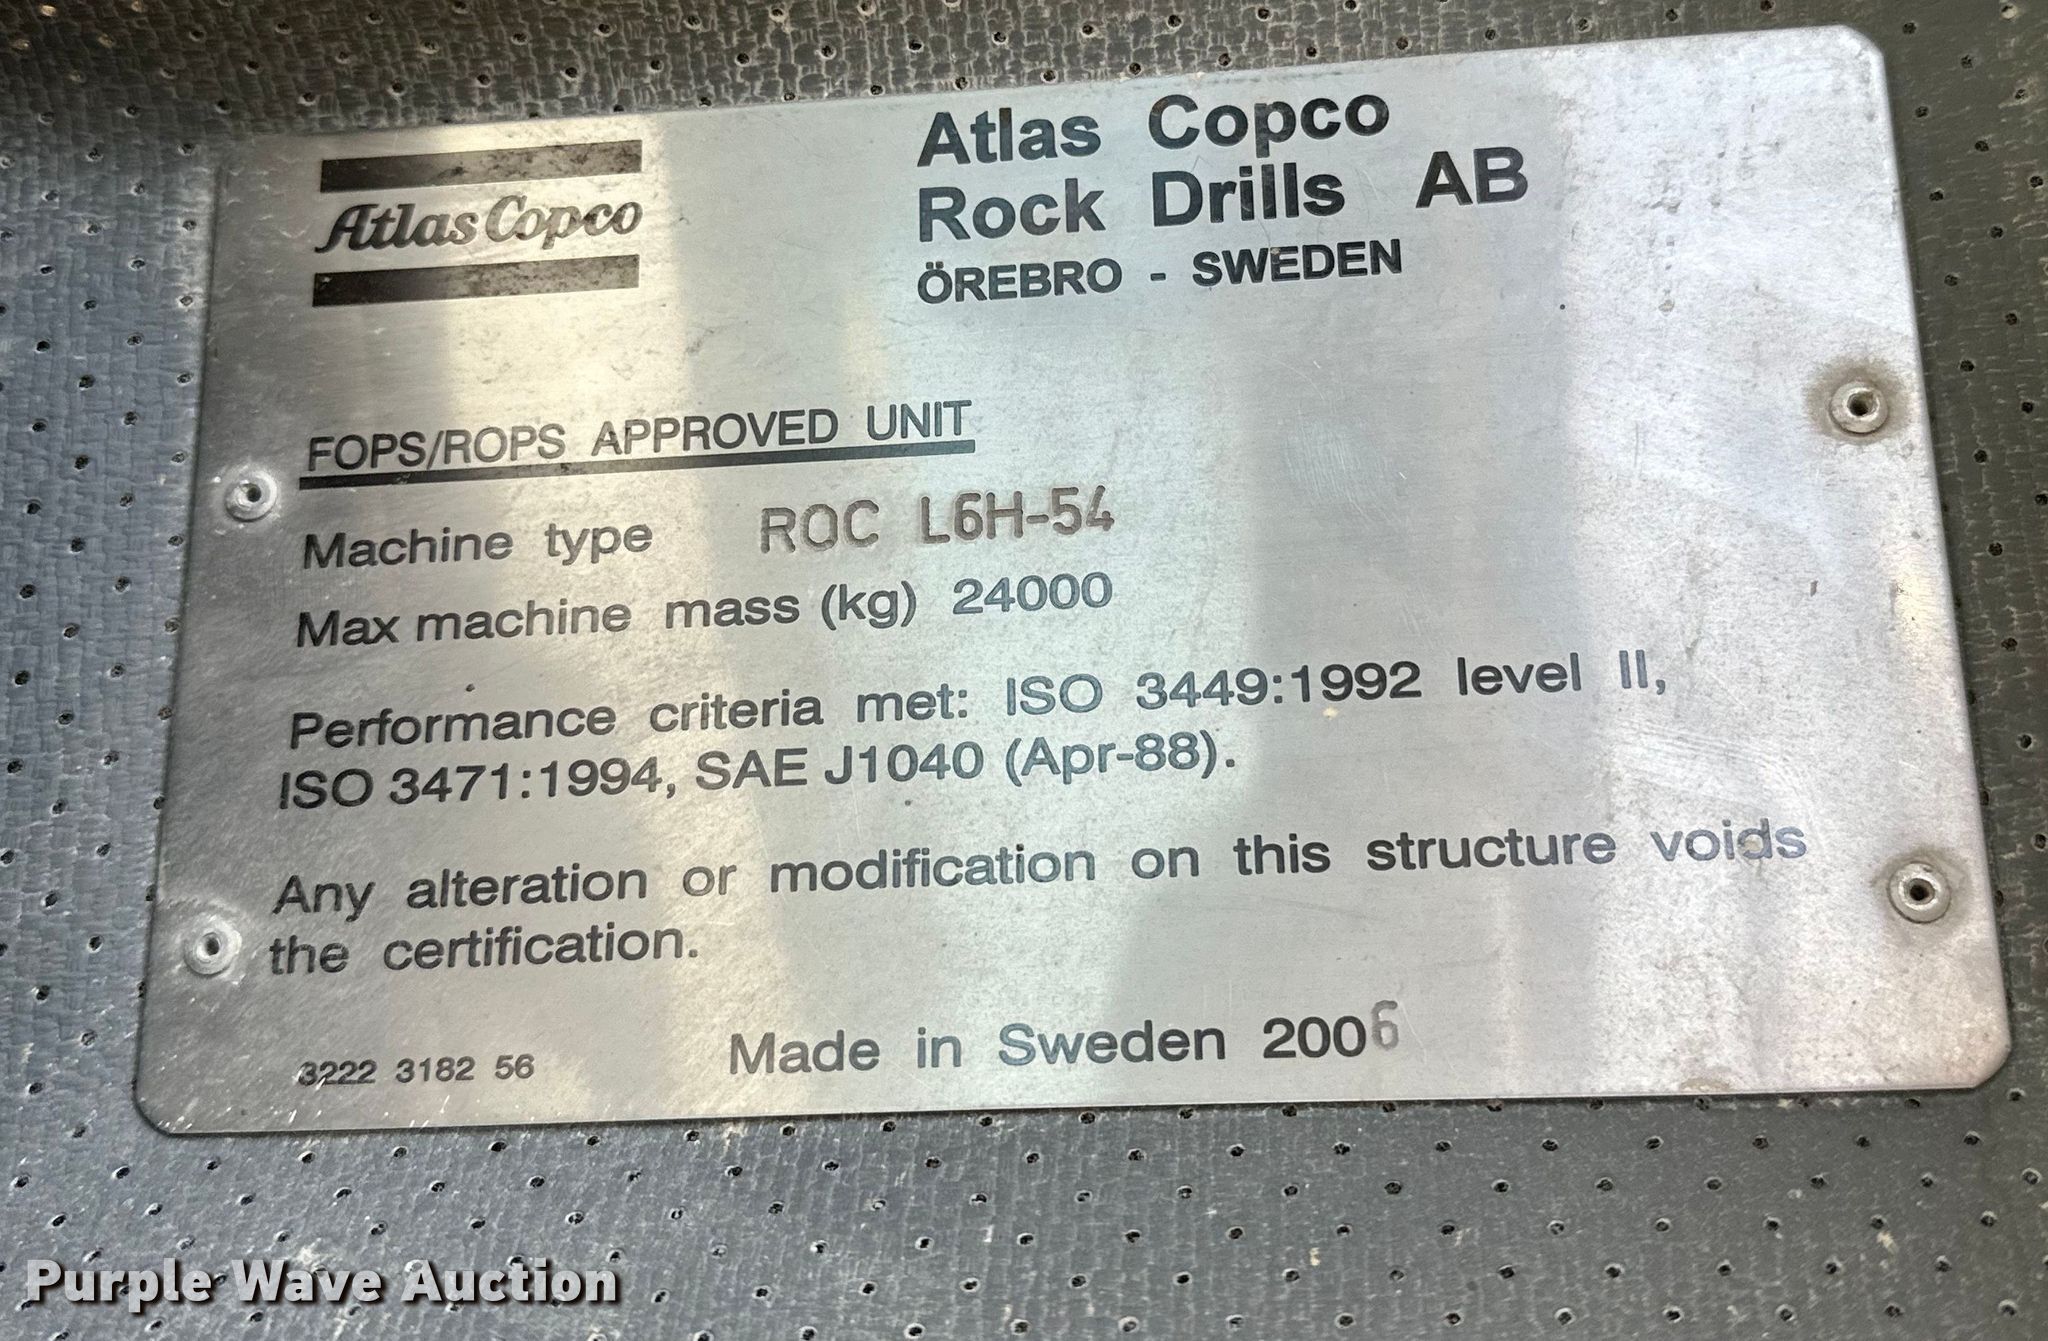 Atlas Copco
Atlas Copco
Rock Drills AB
ÖREBRO - SWEDEN
FOPS/ROPS APPROVED UNIT
Machine type ROC L6H-54
Max machine mass (kg) 24000
Performance criteria met: ISO 3449:1992 level II,
ISO 3471:1994, SAE J1040 (Apr-88).
Any alteration or modification on this structure voids
the certification.
3222 3182 56
Made in Sweden 2006
Purple Wave Auction